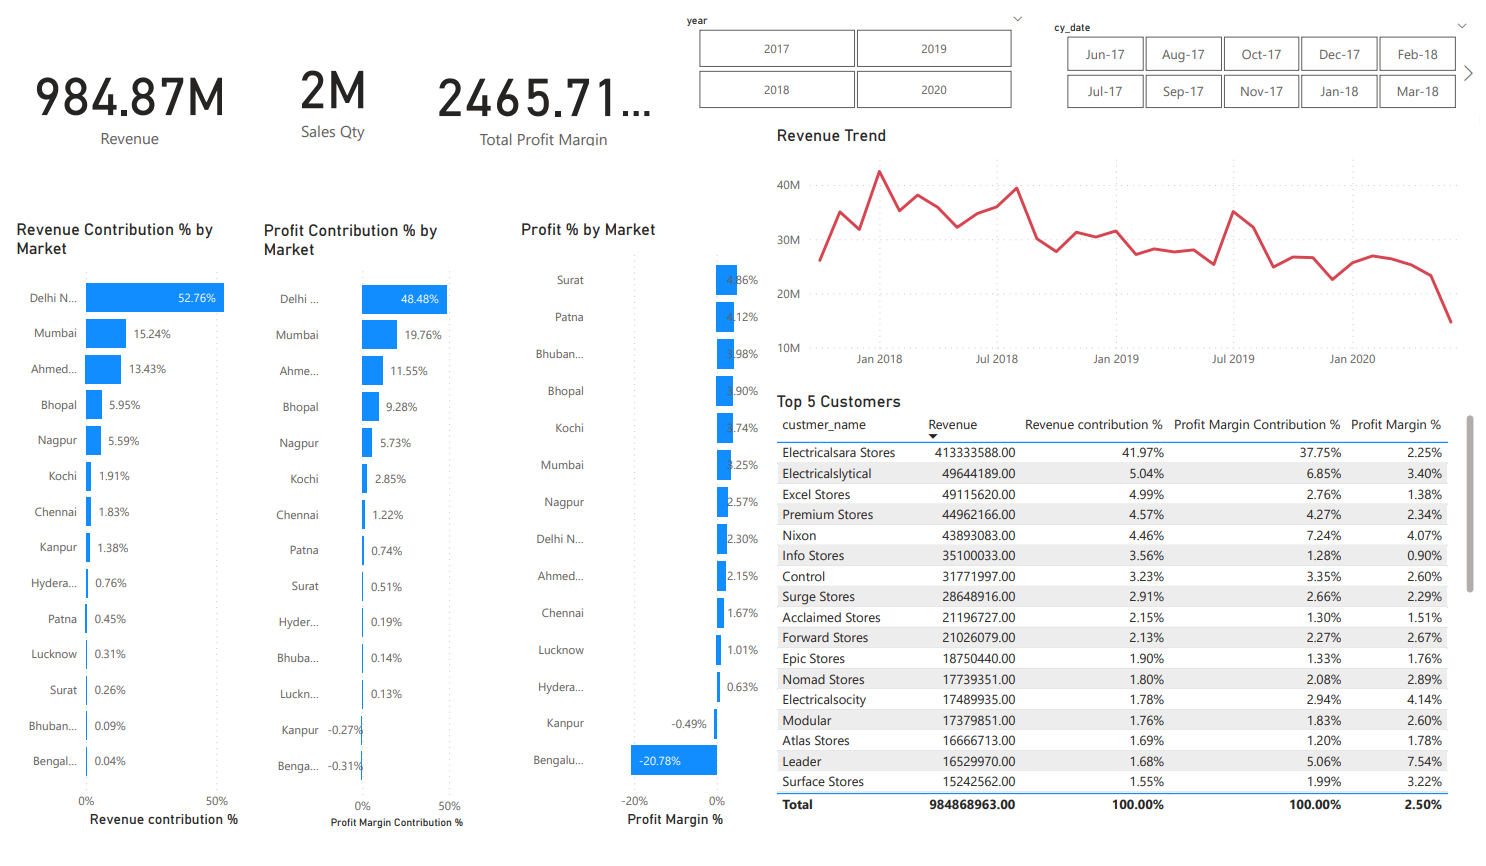 year
2017 2019
2018 2020
cy_date
Jun-17 Aug-17 Oct-17 Dec-17 Feb-18
Jul-17 Sep-17 Nov-17 Jan-18 Mar-18
984.87M
Revenue
2M
Sales Qty
2465.71...
Total Profit Margin
Revenue Contribution % by
Market
Delhi N... 52.76%
Mumbai 15.24%
Ahmed... 13.43%
Bhopal 5.95%
Nagpur 5.59%
Kochi 1.91%
Chennai 1.83%
Kanpur 1.38%
Hydera... 0.76%
Patna 0.45%
Lucknow 0.31%
Surat 0.26%
Bhuban... 0.09%
Bengal... 0.04%
0% 50%
Revenue contribution %
Profit Contribution % by
Market
Delhi ... 48.48%
Mumbai 19.76%
Ahme... 11.55%
Bhopal 9.28%
Nagpur 5.73%
Kochi 2.85%
Chennai 1.22%
Patna 0.74%
Surat 0.51%
Hyder... 0.19%
Bhuba... 0.14%
Luckn... 0.13%
Kanpur -0.27%
Benga... -0.31%
0% 50%
Profit Margin Contribution %
Profit % by Market
Surat 4.86%
Patna 4.12%
Bhuban... 3.98%
Bhopal 3.90%
Kochi 3.74%
Mumbai 3.25%
Nagpur 2.57%
Delhi N... 2.30%
Ahmed... 2.15%
Chennai 1.67%
Lucknow 1.01%
Hydera... 0.63%
Kanpur -0.49%
Bengalu... -20.78%
-20% 0%
Profit Margin %
Revenue Trend
40M
30M
20M
10M
Jan 2018 Jul 2018 Jan 2019 Jul 2019 Jan 2020
Top 5 Customers
custmer_name Revenue Revenue contribution % Profit Margin Contribution % Profit Margin %
Electricalsara Stores 413333588.00 41.97% 37.75% 2.25%
Electricalslytical 49644189.00 5.04% 6.85% 3.40%
Excel Stores 49115620.00 4.99% 2.76% 1.38%
Premium Stores 44962166.00 4.57% 4.27% 2.34%
Nixon 43893083.00 4.46% 7.24% 4.07%
Info Stores 35100033.00 3.56% 1.28% 0.90%
Control 31771997.00 3.23% 3.35% 2.60%
Surge Stores 28648916.00 2.91% 2.66% 2.29%
Acclaimed Stores 21196727.00 2.15% 1.30% 1.51%
Forward Stores 21026079.00 2.13% 2.27% 2.67%
Epic Stores 18750440.00 1.90% 1.33% 1.76%
Nomad Stores 17739351.00 1.80% 2.08% 2.89%
Electricalsocity 17489935.00 1.78% 2.94% 4.14%
Modular 17379851.00 1.76% 1.83% 2.60%
Atlas Stores 16666713.00 1.69% 1.20% 1.78%
Leader 16529970.00 1.68% 5.06% 7.54%
Surface Stores 15242562.00 1.55% 1.99% 3.22%
Total 984868963.00 100.00% 100.00% 2.50%